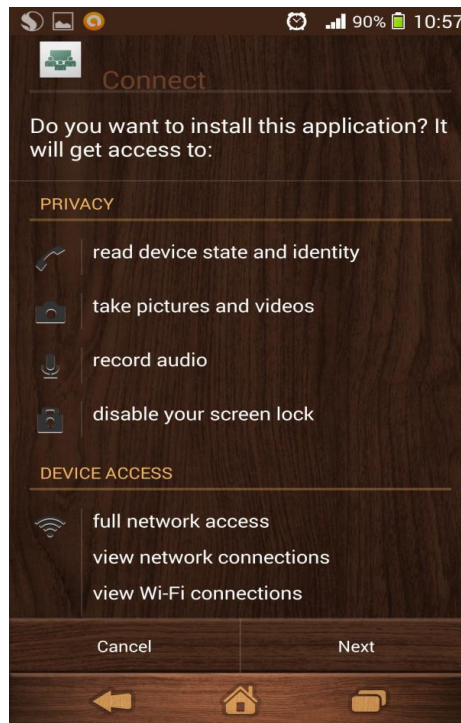 90% 10:57
Connect
Do you want to install this application? It
will get access to:
PRIVACY
read device state and identity
take pictures and videos
record audio
disable your screen lock
DEVICE ACCESS
full network access
view network connections
view Wi-Fi connections
Cancel Next